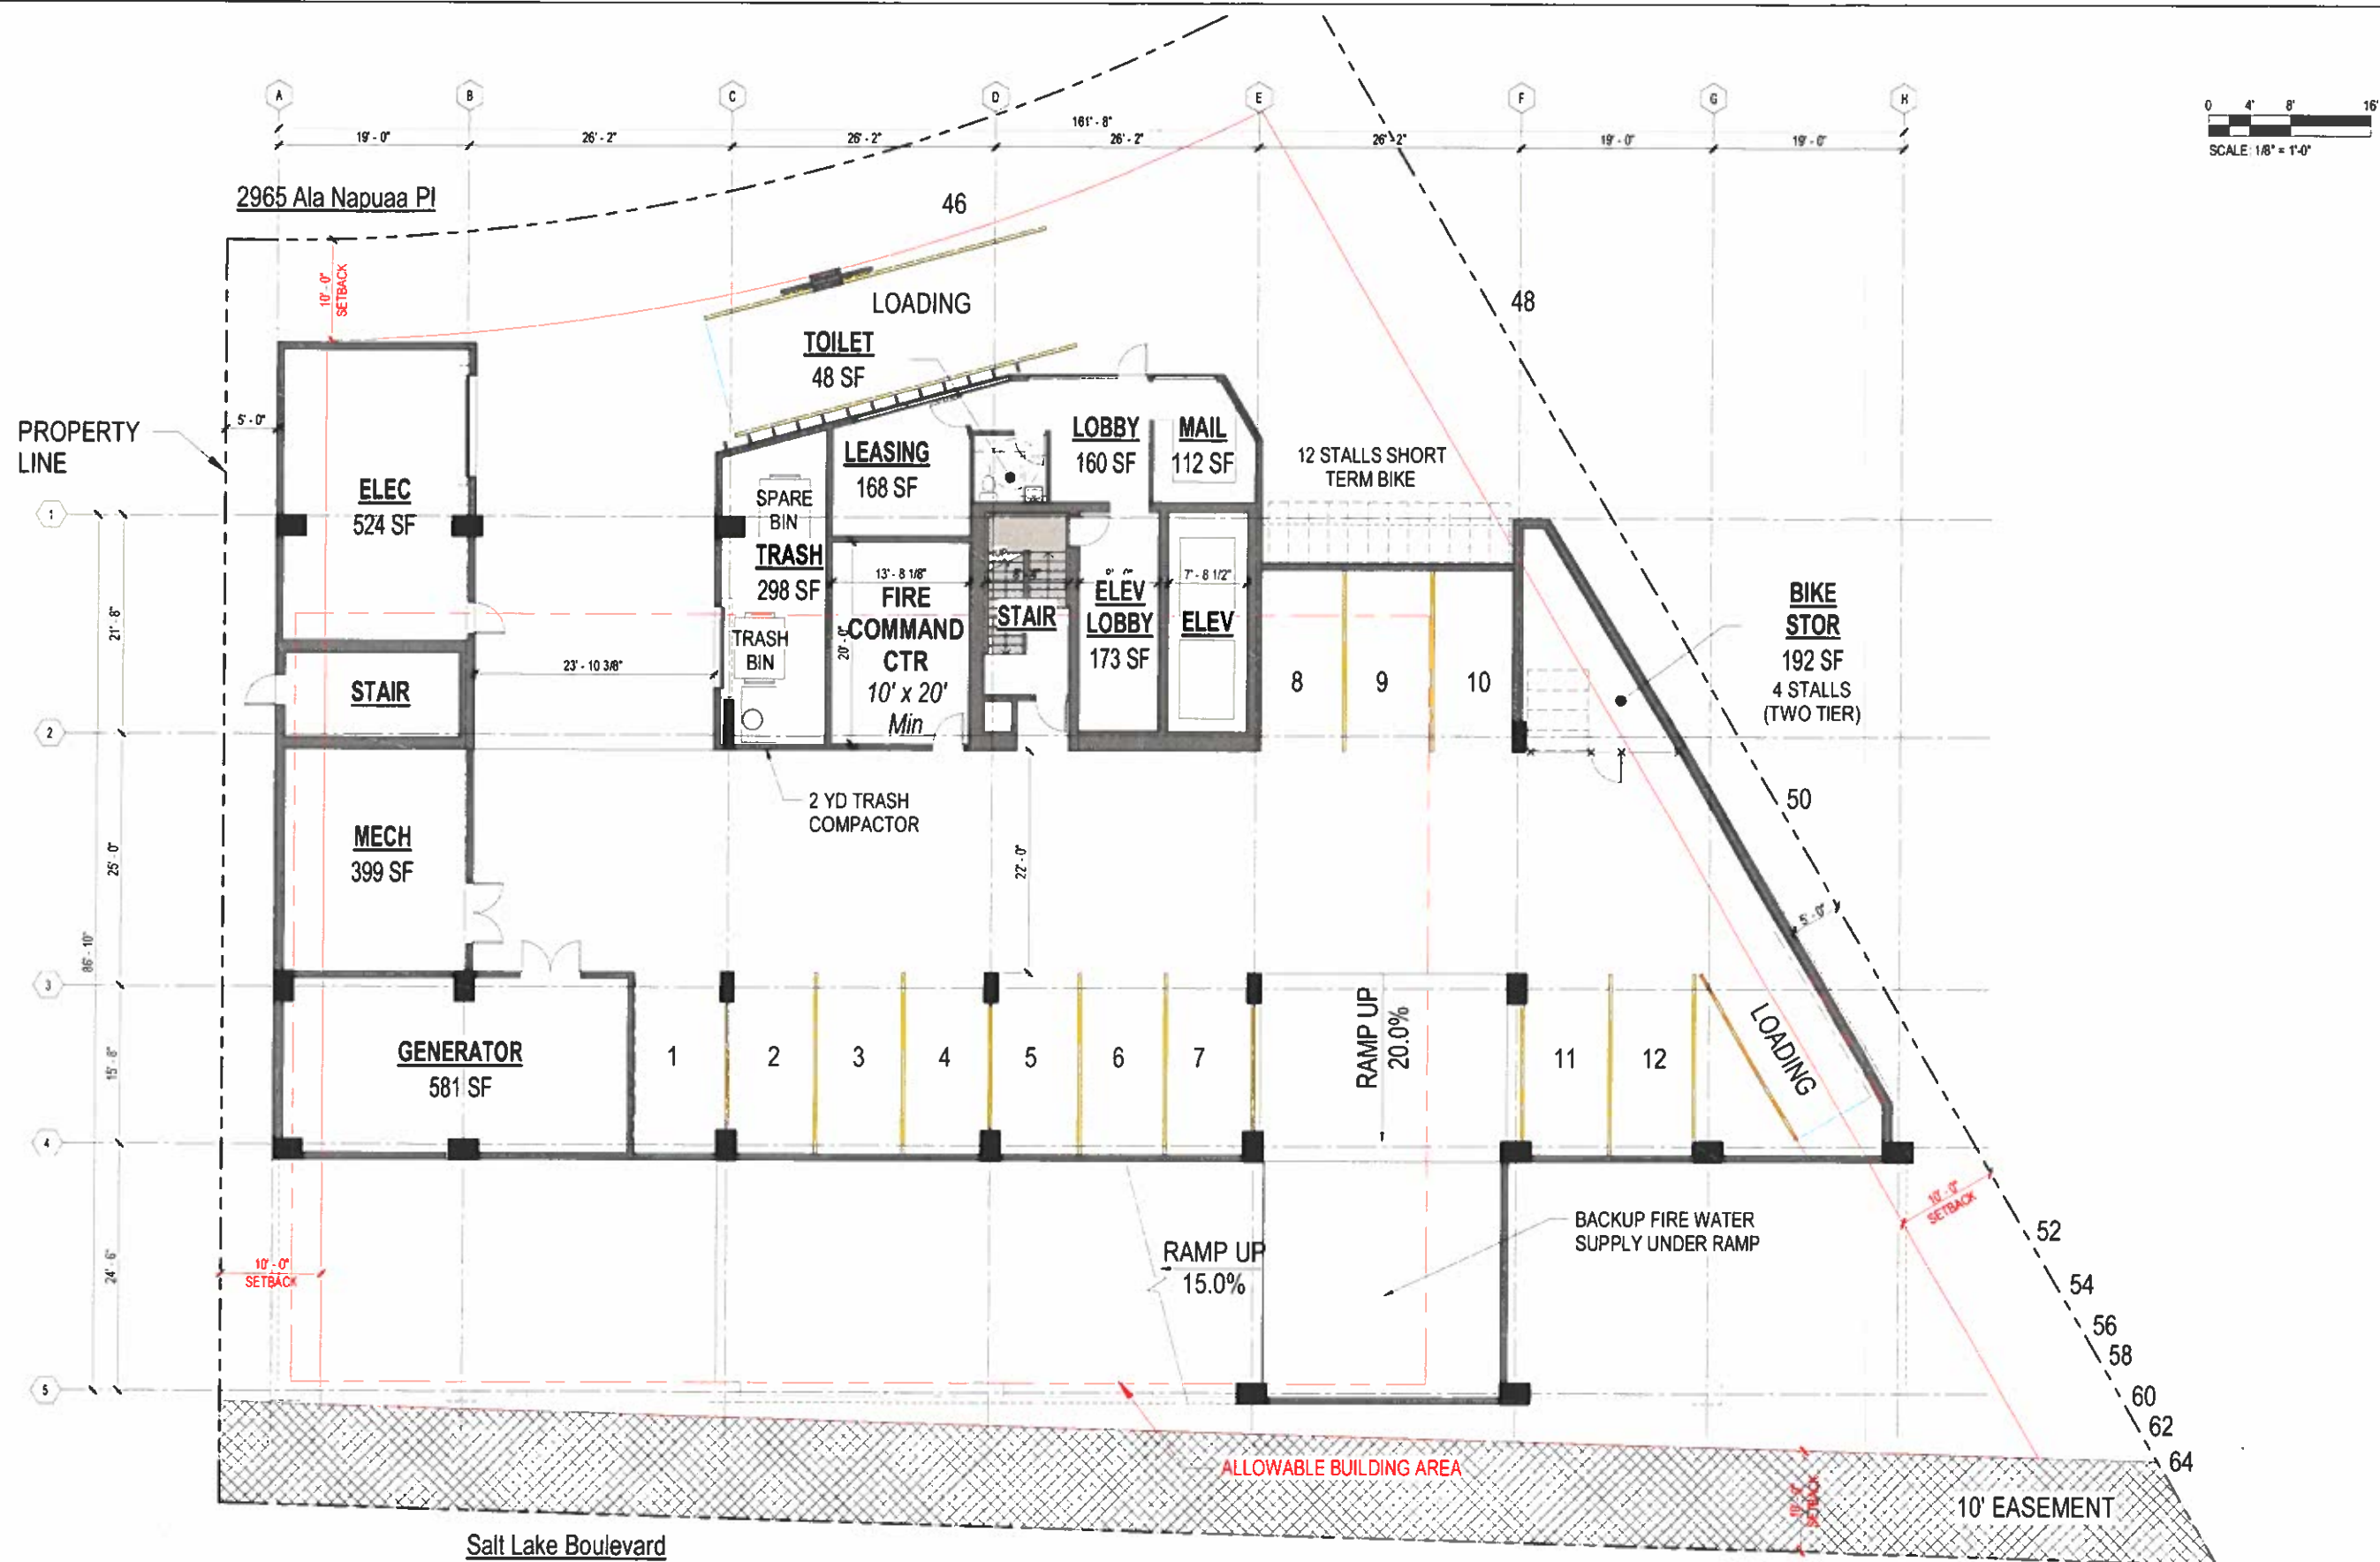 A
B
C
D
E
F
G
H
161' - 8"
19' - 0"
26' - 2"
26' - 2"
26' - 2"
26' - 2"
19' - 0"
19' - 0"
0 4' 8' 16'
SCALE: 1/8" = 1'-0"
2965 Ala Napuaa Pl
46
48
10' - 0"
SETBACK
LOADING
TOILET
48 SF
5' - 0"
PROPERTY
LINE
ELEC
524 SF
LEASING
168 SF
LOBBY
160 SF
MAIL
112 SF
12 STALLS SHORT
TERM BIKE
SPARE
BIN
TRASH
298 SF
TRASH
BIN
13' - 8 1/8"
20' - 0"
FIRE
COMMAND
CTR
10' x 20'
Min
UP
STAIR
ELEV
LOBBY
173 SF
7' - 8 1/2"
ELEV
8
9
10
BIKE
STOR
192 SF
4 STALLS
(TWO TIER)
1
21' - 8"
23' - 10 3/8"
STAIR
2
2 YD TRASH
COMPACTOR
50
MECH
399 SF
25' - 0"
22' - 0"
5' - 0"
86' - 10"
3
GENERATOR
581 SF
15' - 8"
1
2
3
4
5
6
7
RAMP UP
20.0%
11
12
LOADING
4
10' - 0"
SETBACK
BACKUP FIRE WATER
SUPPLY UNDER RAMP
RAMP UP
15.0%
24' - 6"
10' - 0"
SETBACK
52
54
56
58
60
62
64
5
ALLOWABLE BUILDING AREA
10' - 0"
SETBACK
10' EASEMENT
Salt Lake Boulevard